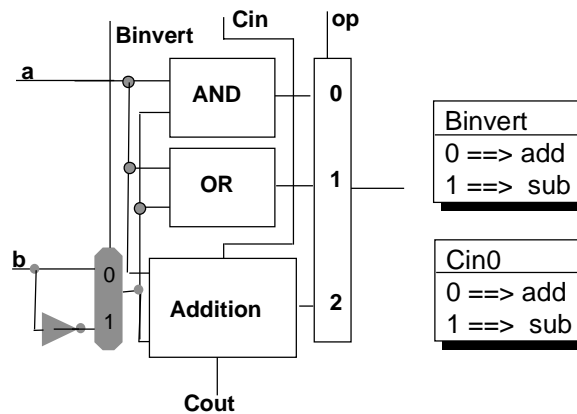 Cin
op
Binvert
a
AND
0
OR
1
b
0
1
Addition
2
Cout
Binvert
0 ==> add
1 ==> sub
Cin0
0 ==> add
1 ==> sub